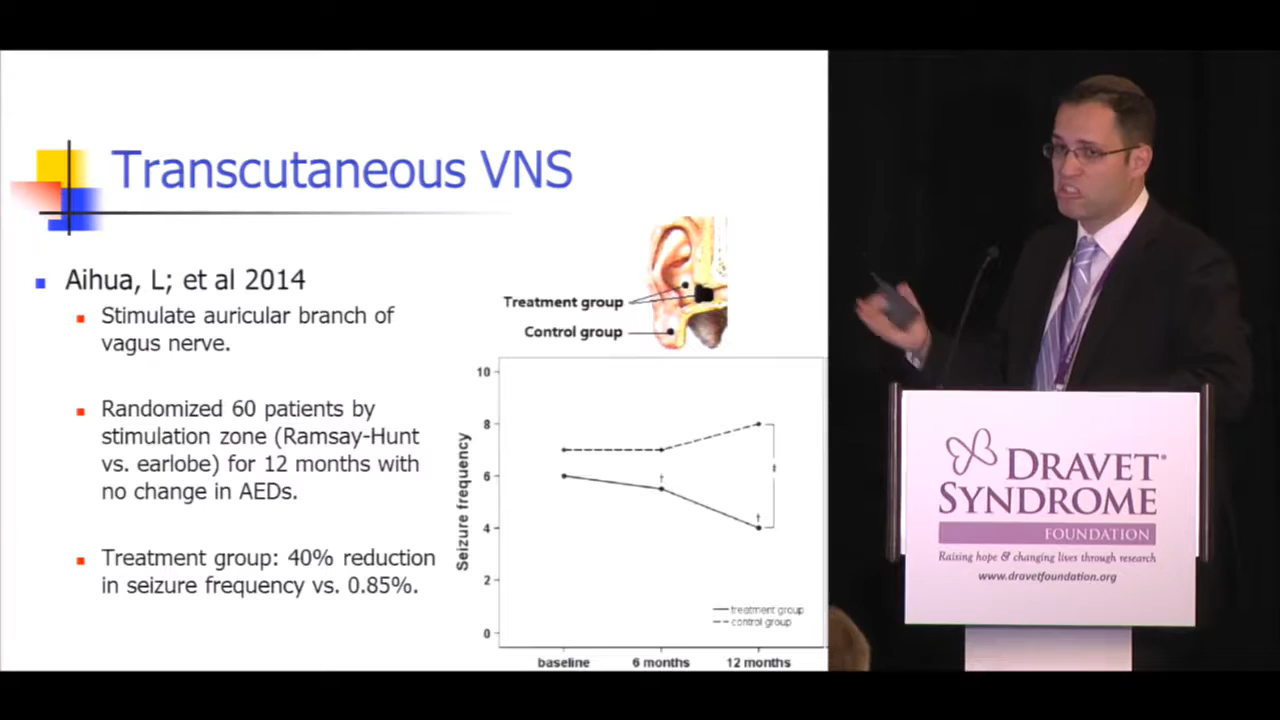 Transcutaneous VNS
Aihua, L; et al 2014
Stimulate auricular branch of
vagus nerve.
Randomized 60 patients by
stimulation zone (Ramsay-Hunt
vs. earlobe) for 12 months with
no change in AEDs.
Treatment group: 40% reduction
in seizure frequency vs. 0.85%.
Treatment group
Control group
Seizure frequency
10
8
6
4
2
0
†
†
‡
treatment group
control group
baseline 6 months 12 months
DRAVET®
SYNDROME
FOUNDATION
Raising hope & changing lives through research
www.dravetfoundation.org